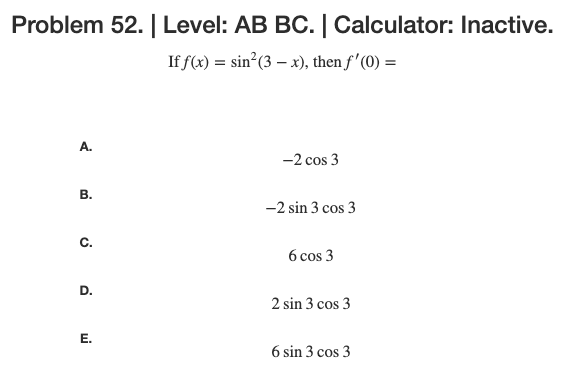 Problem 52. | Level: AB BC. | Calculator: Inactive.
If f(x) = sin²(3 − x), then f ′(0) =
A.
−2 cos 3
B.
−2 sin 3 cos 3
C.
6 cos 3
D.
2 sin 3 cos 3
E.
6 sin 3 cos 3